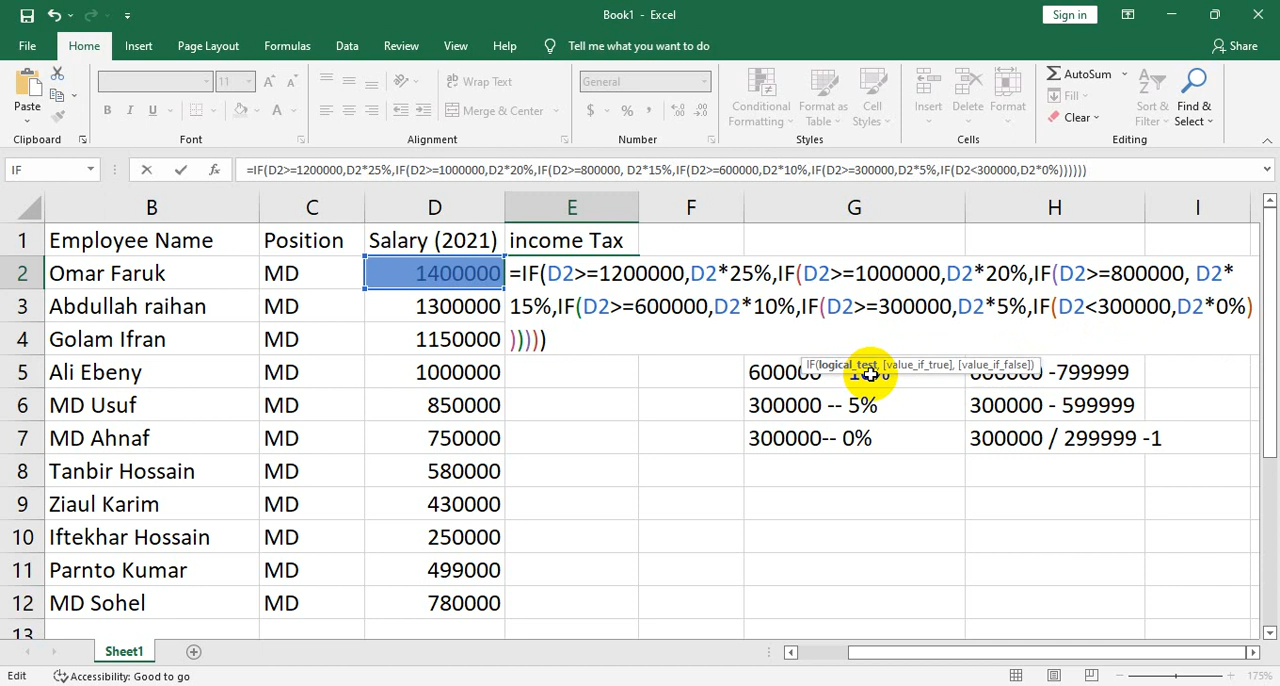 Book1 - Excel
Sign in
File Home Insert Page Layout Formulas Data Review View Help Tell me what you want to do Share
11 Wrap Text General AutoSum
Paste B I U Merge & Center $ % Conditional Formatting Format as Table Cell Styles Insert Delete Format Fill Clear Sort & Filter Find & Select
Clipboard Font Alignment Number Styles Cells Editing
IF fx =IF(D2>=1200000,D2*25%,IF(D2>=1000000,D2*20%,IF(D2>=800000, D2*15%,IF(D2>=600000,D2*10%,IF(D2>=300000,D2*5%,IF(D2<300000,D2*0%))))))
B C D E F G H I
1 Employee Name Position Salary (2021) income Tax
2 Omar Faruk MD 1400000 =IF(D2>=1200000,D2*25%,IF(D2>=1000000,D2*20%,IF(D2>=800000, D2*
3 Abdullah raihan MD 1300000 15%,IF(D2>=600000,D2*10%,IF(D2>=300000,D2*5%,IF(D2<300000,D2*0%)
4 Golam Ifran MD 1150000 )))))
IF(logical_test, [value_if_true], [value_if_false])
5 Ali Ebeny MD 1000000 600000 -799999
6 MD Usuf MD 850000 300000 -- 5% 300000 - 599999
7 MD Ahnaf MD 750000 300000-- 0% 300000 / 299999 -1
8 Tanbir Hossain MD 580000
9 Ziaul Karim MD 430000
10 Iftekhar Hossain MD 250000
11 Parnto Kumar MD 499000
12 MD Sohel MD 780000
13
Sheet1
Edit Accessibility: Good to go 175%